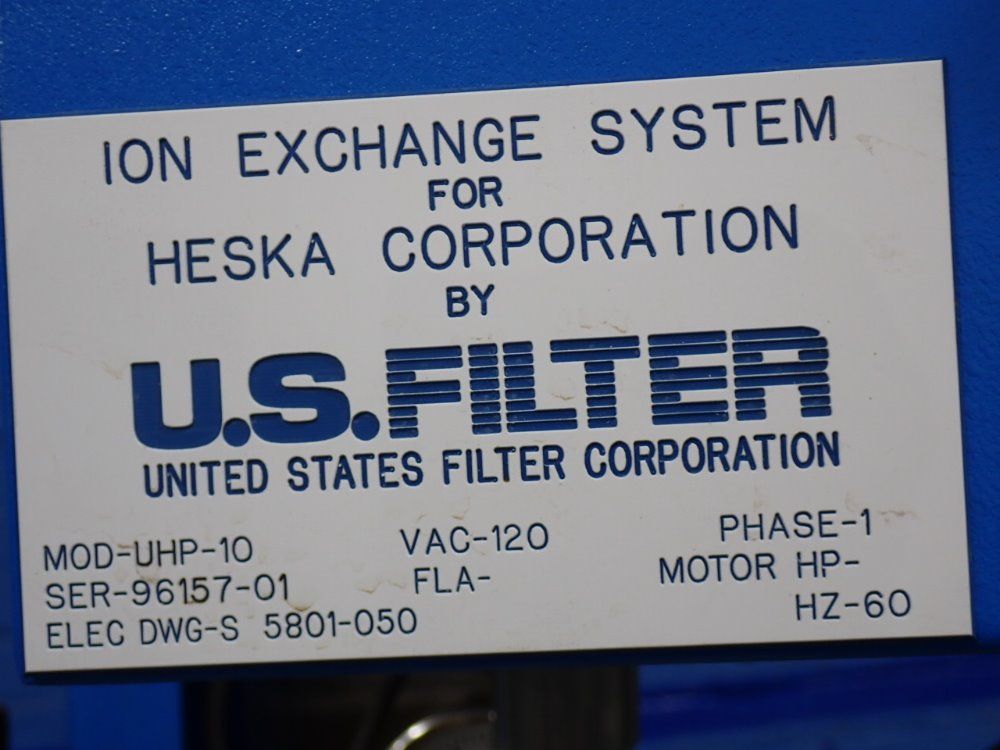 ION EXCHANGE SYSTEM
FOR
HESKA CORPORATION
BY
U.S. FILTER
UNITED STATES FILTER CORPORATION
MOD-UHP-10 VAC-120 PHASE-1
SER-96157-01 FLA- MOTOR HP-
ELEC DWG-S 5801-050 HZ-60